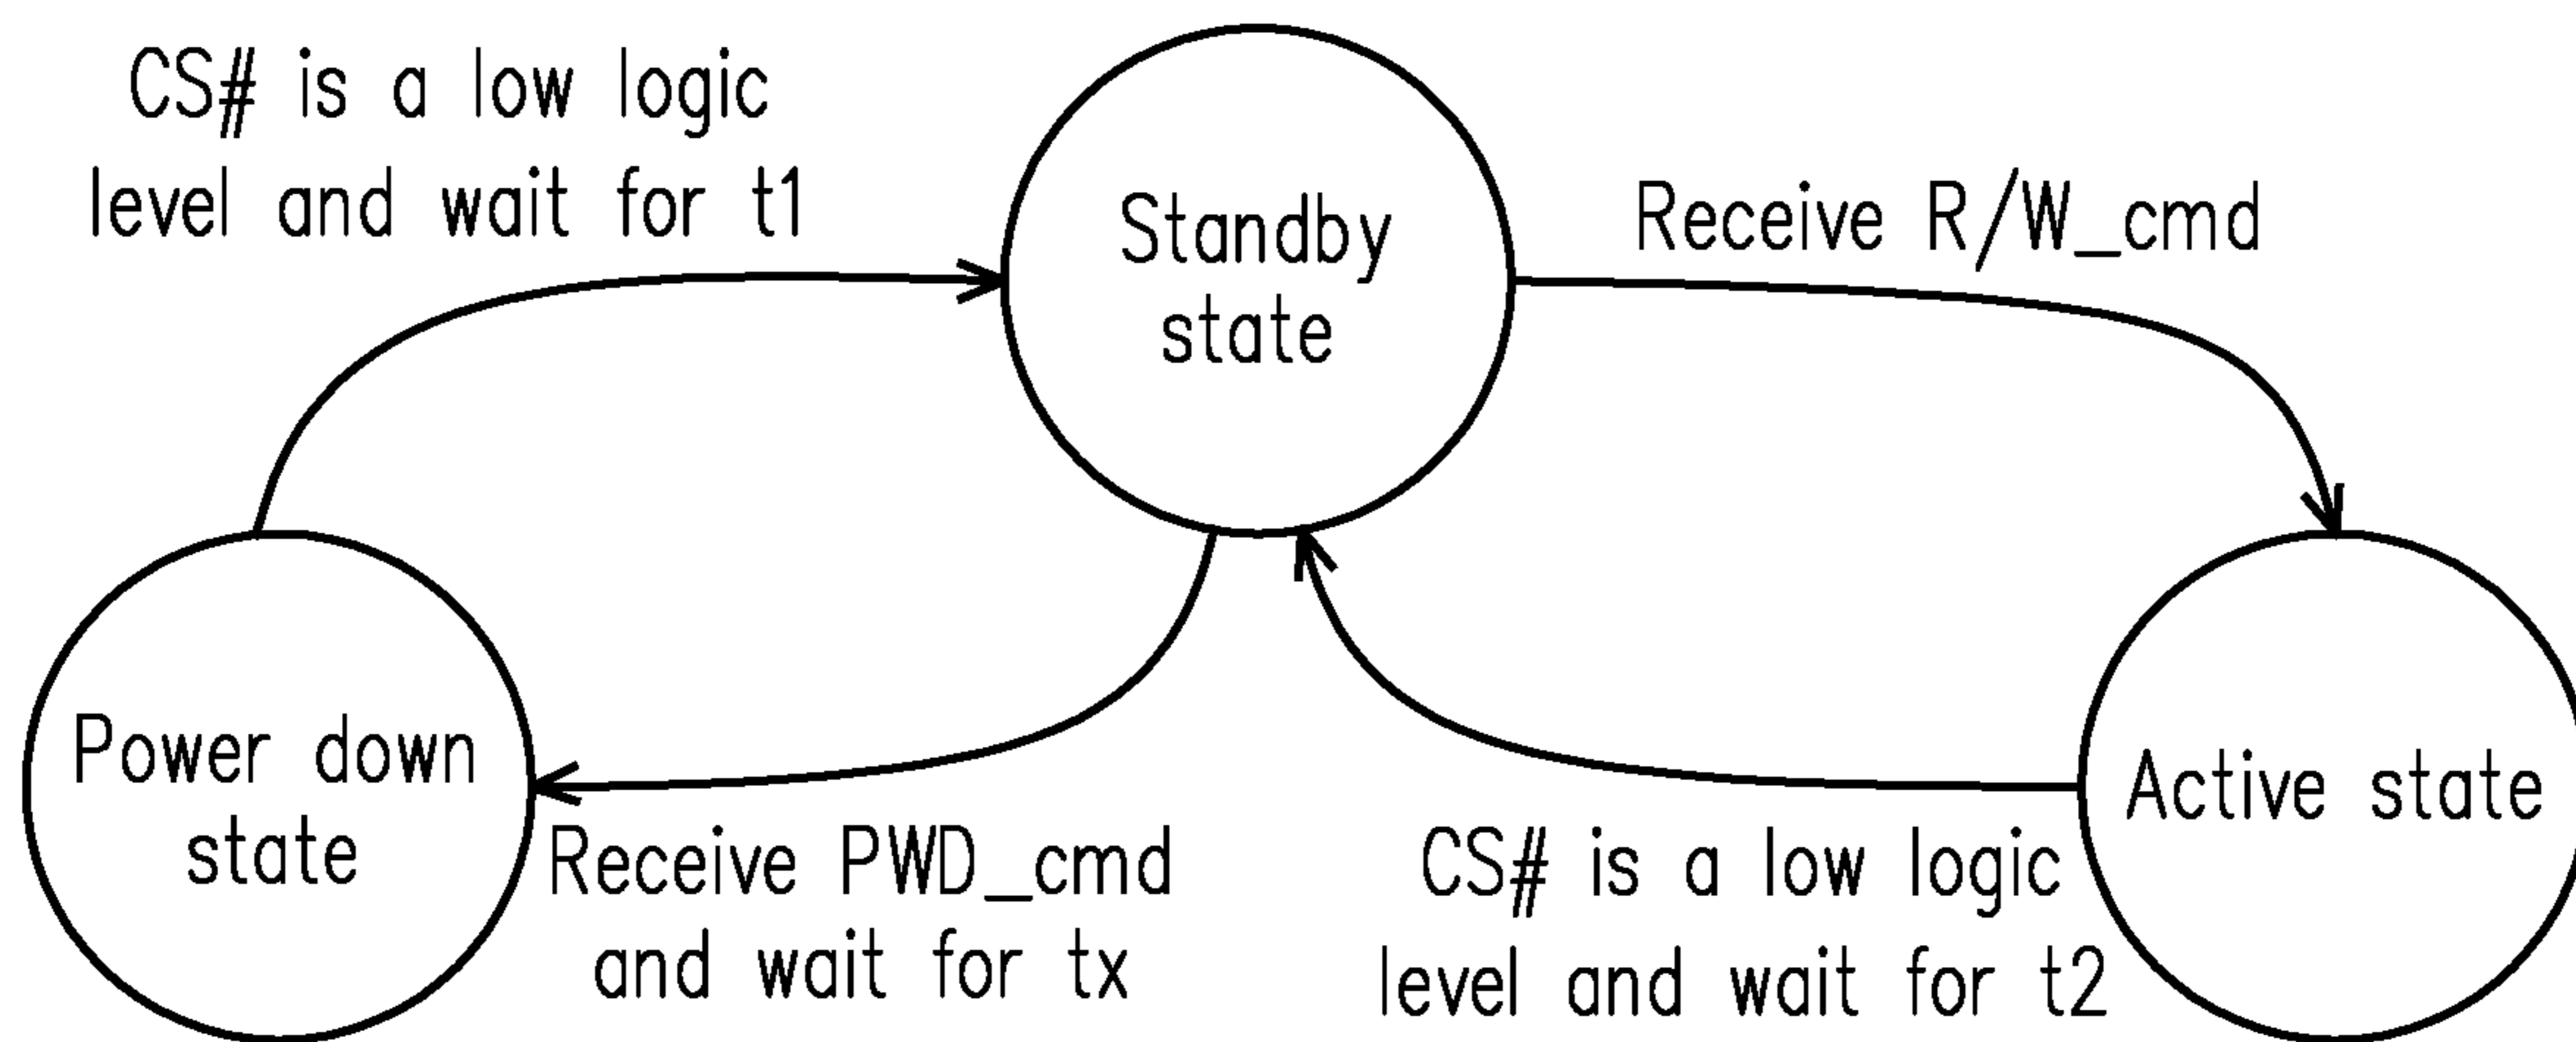 CS# is a low logic
level and wait for t1
Standby
state
Receive R/W_cmd
Power down
state
Receive PWD_cmd
and wait for tx
CS# is a low logic
level and wait for t2
Active state